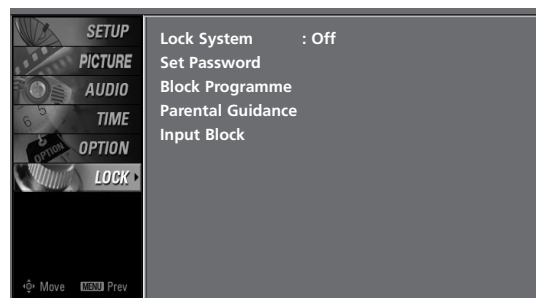 SETUP
PICTURE
AUDIO
TIME
OPTION
LOCK
Move MENU Prev
Lock System : Off
Set Password
Block Programme
Parental Guidance
Input Block